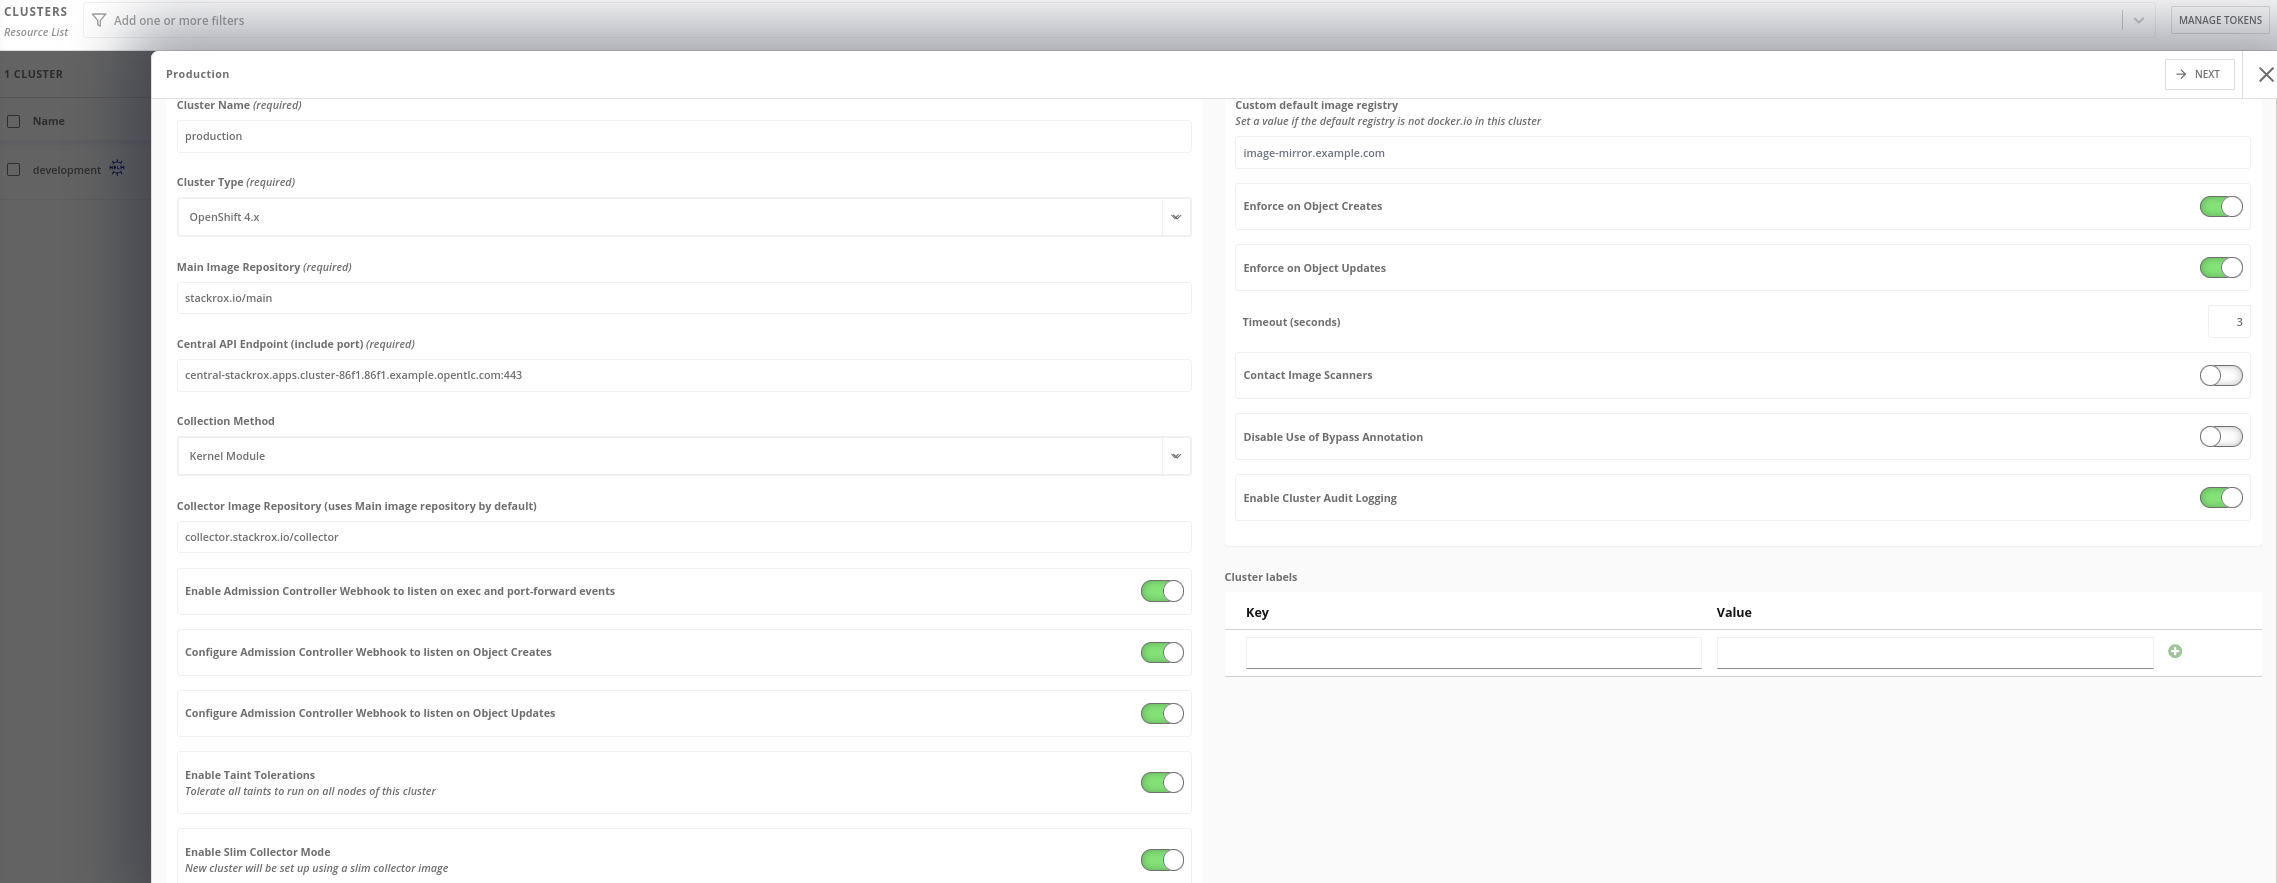 CLUSTERS
Resource List
Add one or more filters
MANAGE TOKENS
1 CLUSTER
Name
development
Production
NEXT
Cluster Name (required)
production
Cluster Type (required)
OpenShift 4.x
Main Image Repository (required)
stackrox.io/main
Central API Endpoint (include port) (required)
central-stackrox.apps.cluster-86f1.86f1.example.opentlc.com:443
Collection Method
Kernel Module
Collector Image Repository (uses Main image repository by default)
collector.stackrox.io/collector
Enable Admission Controller Webhook to listen on exec and port-forward events
Configure Admission Controller Webhook to listen on Object Creates
Configure Admission Controller Webhook to listen on Object Updates
Enable Taint Tolerations
Tolerate all taints to run on all nodes of this cluster
Enable Slim Collector Mode
New cluster will be set up using a slim collector image
Custom default image registry
Set a value if the default registry is not docker.io in this cluster
image-mirror.example.com
Enforce on Object Creates
Enforce on Object Updates
Timeout (seconds)
3
Contact Image Scanners
Disable Use of Bypass Annotation
Enable Cluster Audit Logging
Cluster labels
Key
Value